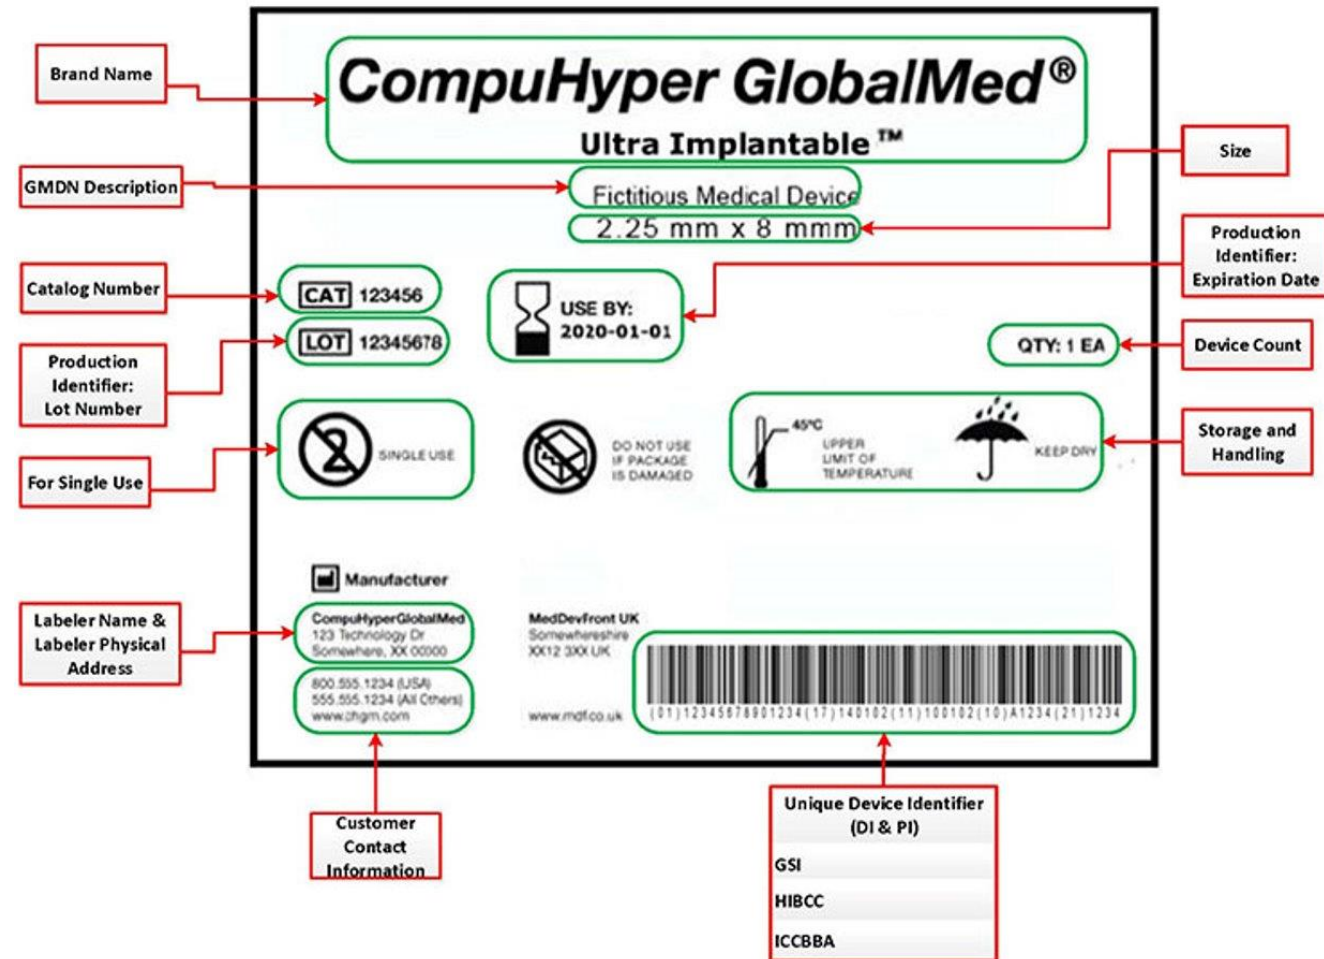 CompuHyper GlobalMed®
Ultra Implantable™
Brand Name
Size
GMDN Description
Fictitious Medical Device
2.25 mm x 8 mmm
Production
Identifier:
Expiration Date
Catalog Number
CAT 123456
USE BY:
2020-01-01
LOT 12345678
QTY: 1 EA
Device Count
Production
Identifier:
Lot Number
2
SINGLE USE
DO NOT USE
IF PACKAGE
IS DAMAGED
45°C
UPPER
LIMIT OF
TEMPERATURE
KEEP DRY
Storage and
Handling
For Single Use
Manufacturer
Labeler Name &
Labeler Physical
Address
CompuHyperGlobalMed
123 Technology Dr
Somewhere, XX 00000
MedDevFront UK
Somewhereshire
XX12 3XX UK
800.555.1234 (USA)
555.555.1234 (All Others)
www.chgm.com
www.mdf.co.uk
(01)12345678901234(17)140102(11)100102(10)A1234(21)1234
Customer
Contact
Information
Unique Device Identifier
(DI & PI)
GSI
HIBCC
ICCBBA